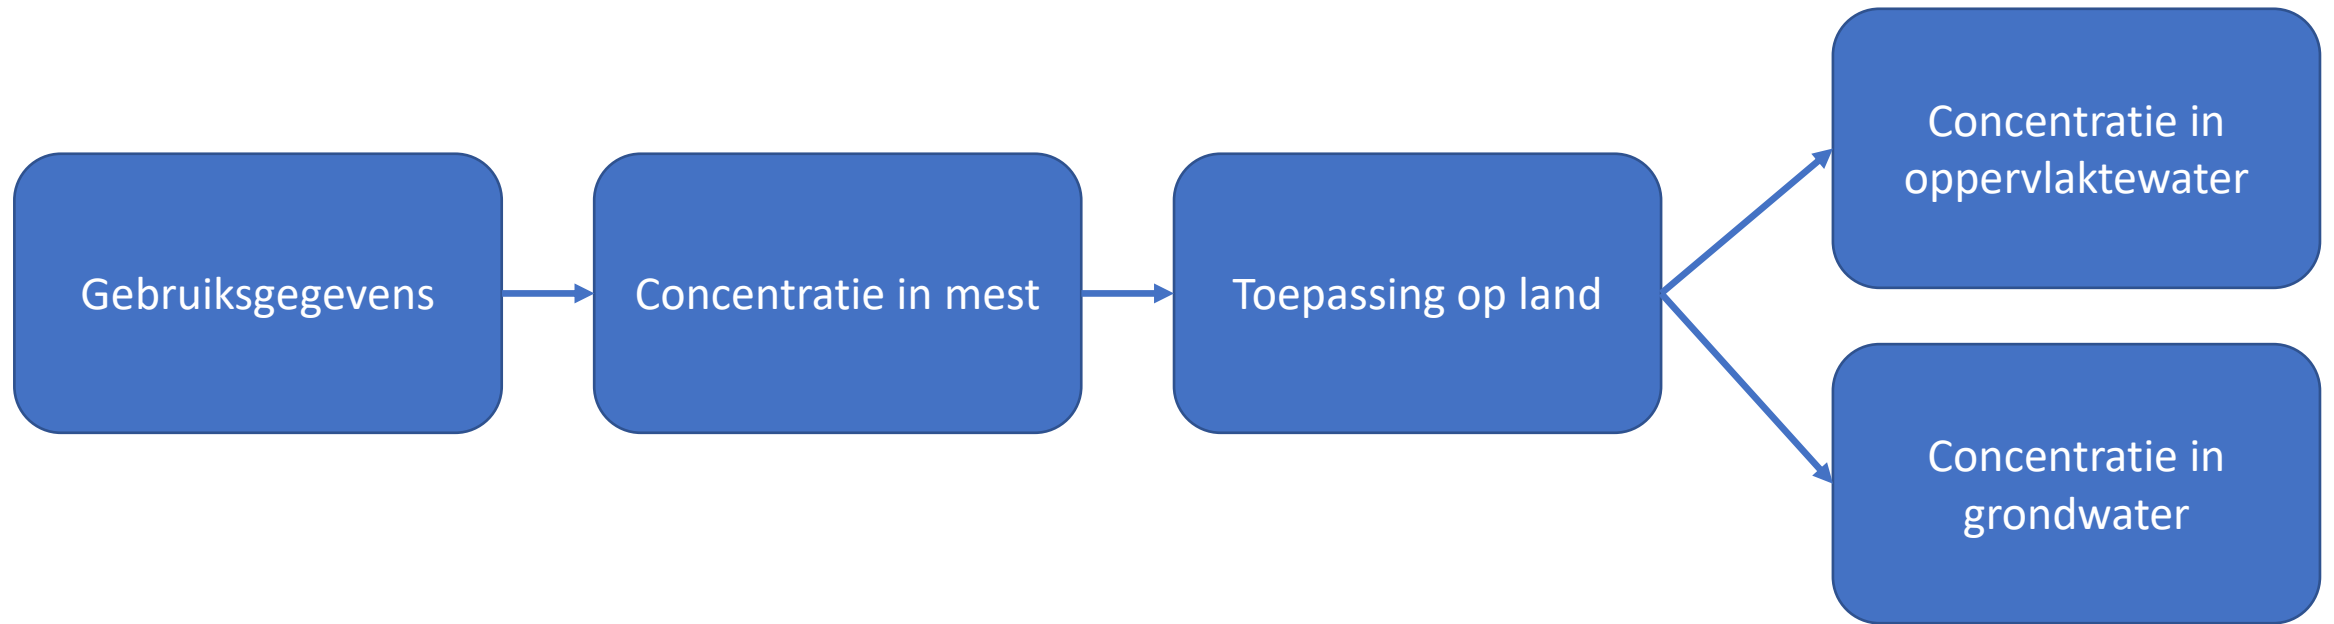 Gebruiksgegevens
Concentratie in mest
Toepassing op land
Concentratie in
oppervlaktewater
Concentratie in
grondwater